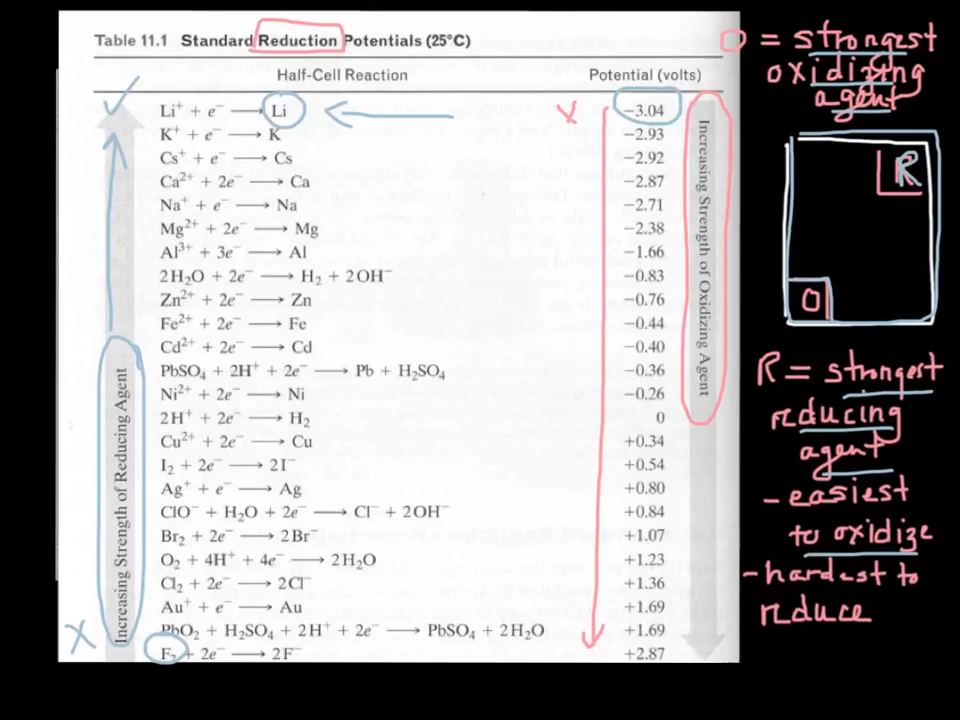 Table 11.1 Standard Reduction Potentials (25°C)
Half-Cell Reaction Potential (volts)
Li⁺ + e⁻ ⟶ Li −3.04
K⁺ + e⁻ ⟶ K −2.93
Cs⁺ + e⁻ ⟶ Cs −2.92
Ca²⁺ + 2e⁻ ⟶ Ca −2.87
Na⁺ + e⁻ ⟶ Na −2.71
Mg²⁺ + 2e⁻ ⟶ Mg −2.38
Al³⁺ + 3e⁻ ⟶ Al −1.66
2H₂O + 2e⁻ ⟶ H₂ + 2OH⁻ −0.83
Zn²⁺ + 2e⁻ ⟶ Zn −0.76
Fe²⁺ + 2e⁻ ⟶ Fe −0.44
Cd²⁺ + 2e⁻ ⟶ Cd −0.40
PbSO₄ + 2H⁺ + 2e⁻ ⟶ Pb + H₂SO₄ −0.36
Ni²⁺ + 2e⁻ ⟶ Ni −0.26
2H⁺ + 2e⁻ ⟶ H₂ 0
Cu²⁺ + 2e⁻ ⟶ Cu +0.34
I₂ + 2e⁻ ⟶ 2I⁻ +0.54
Ag⁺ + e⁻ ⟶ Ag +0.80
ClO⁻ + H₂O + 2e⁻ ⟶ Cl⁻ + 2OH⁻ +0.84
Br₂ + 2e⁻ ⟶ 2Br⁻ +1.07
O₂ + 4H⁺ + 4e⁻ ⟶ 2H₂O +1.23
Cl₂ + 2e⁻ ⟶ 2Cl⁻ +1.36
Au⁺ + e⁻ ⟶ Au +1.69
PbO₂ + H₂SO₄ + 2H⁺ + 2e⁻ ⟶ PbSO₄ + 2H₂O +1.69
F₂ + 2e⁻ ⟶ 2F⁻ +2.87
Increasing Strength of Reducing Agent
Increasing Strength of Oxidizing Agent
X
X
O = strongest
oxidizing
agent
R
O
R = strongest
reducing
agent
- easiest
to oxidize
- hardest to
reduce